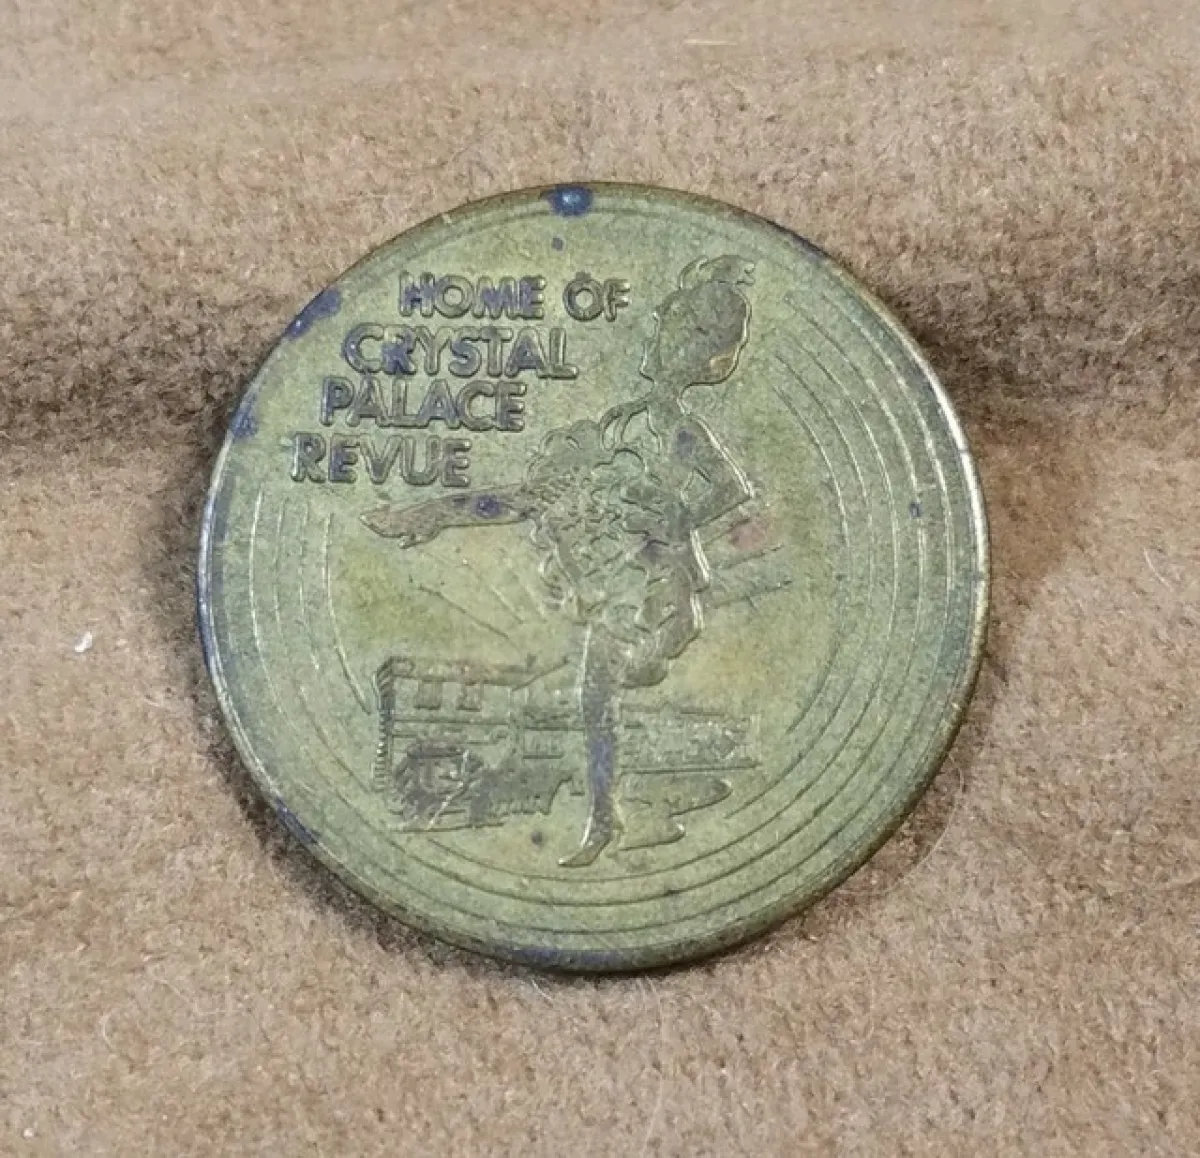 HOME OF
CRYSTAL
PALACE
REVUE